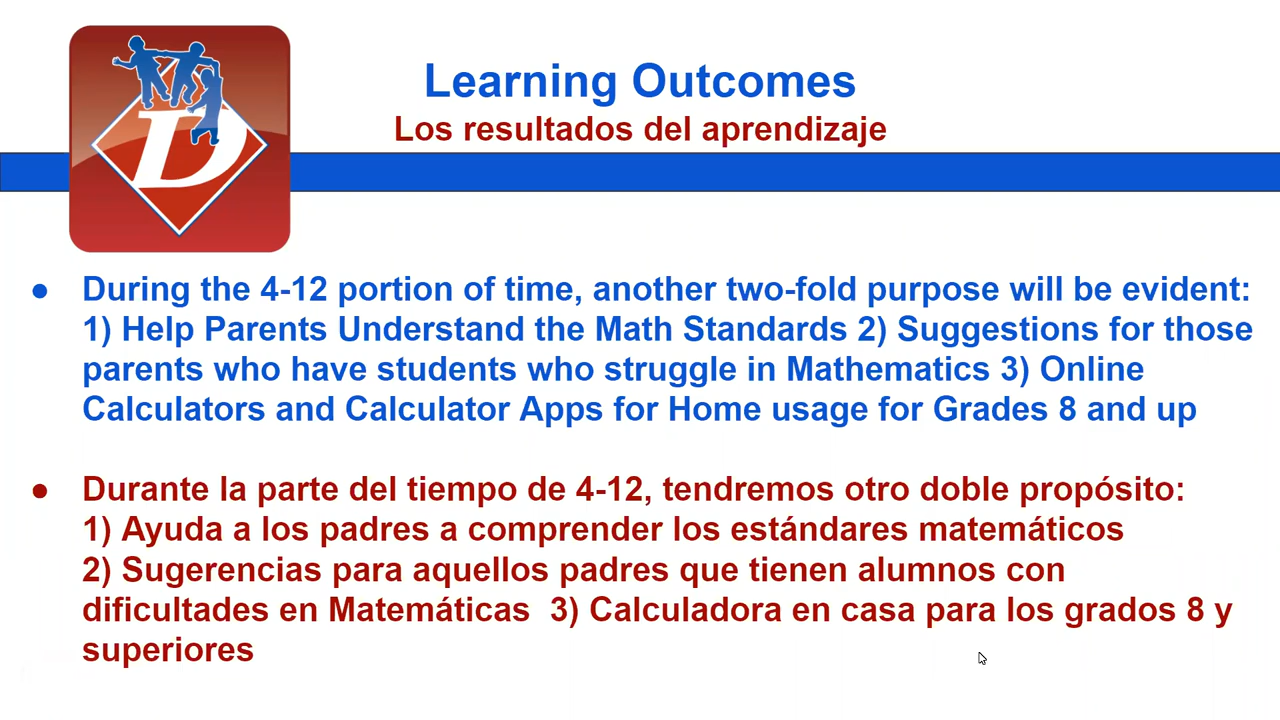 Learning Outcomes
Los resultados del aprendizaje
D
● During the 4-12 portion of time, another two-fold purpose will be evident:
1) Help Parents Understand the Math Standards 2) Suggestions for those
parents who have students who struggle in Mathematics 3) Online
Calculators and Calculator Apps for Home usage for Grades 8 and up
● Durante la parte del tiempo de 4-12, tendremos otro doble propósito:
1) Ayuda a los padres a comprender los estándares matemáticos
2) Sugerencias para aquellos padres que tienen alumnos con
dificultades en Matemáticas 3) Calculadora en casa para los grados 8 y
superiores